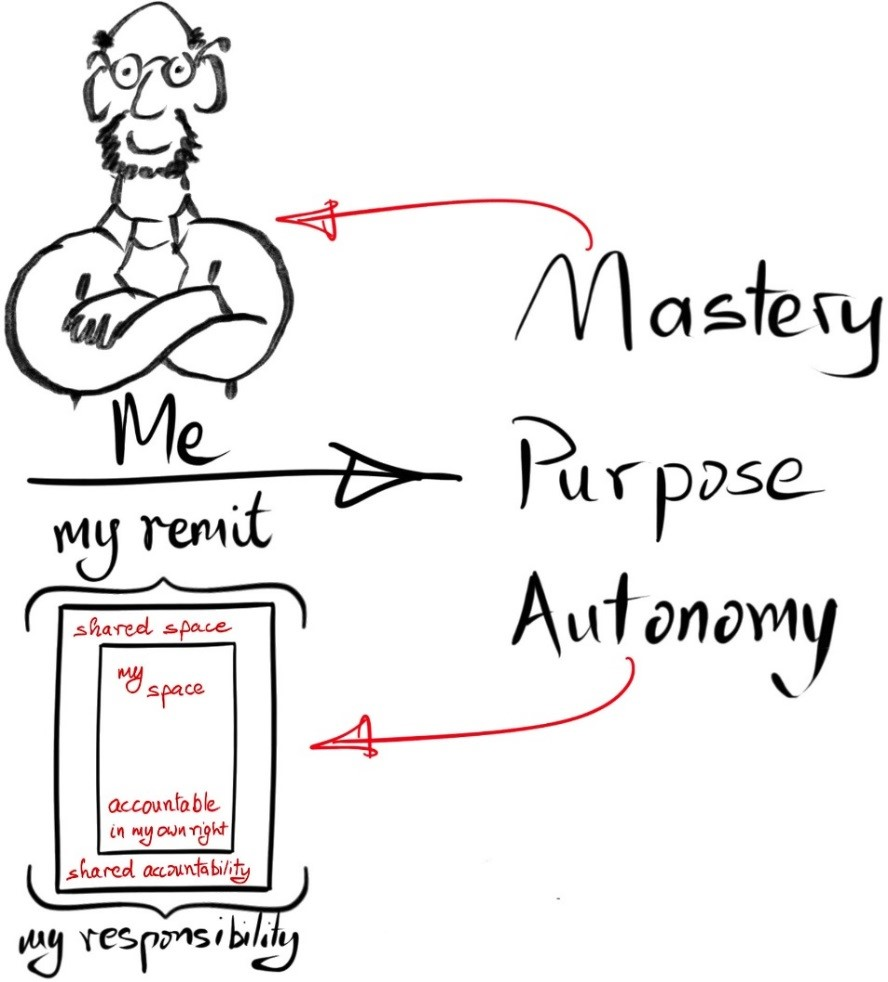 Mastery
Me
Purpose
my remit
Autonomy
shared space
my
space
accountable
in my own right
shared accountability
my responsibility